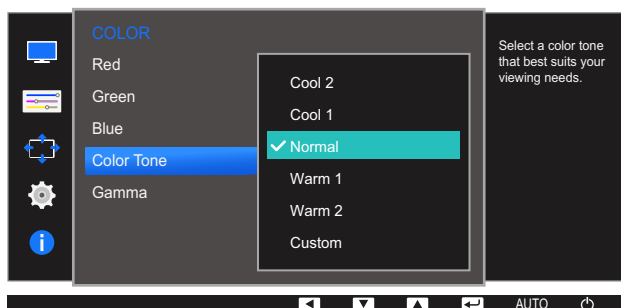 COLOR
Red
Green
Blue
Color Tone
Gamma
Cool 2
Cool 1
Normal
Warm 1
Warm 2
Custom
Select a color tone
that best suits your
viewing needs.
AUTO